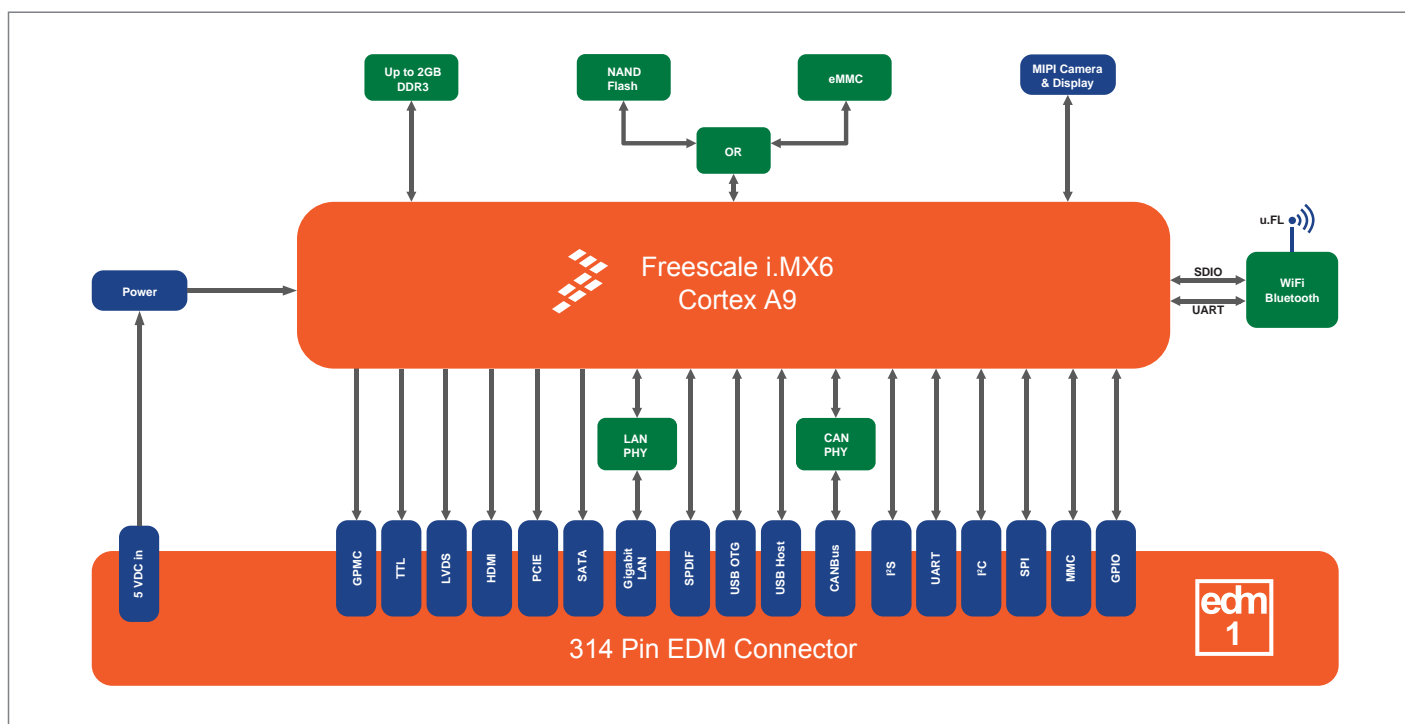 Up to 2GB
DDR3
NAND
Flash
eMMC
MIPI Camera
& Display
OR
u.FL
Freescale i.MX6
Cortex A9
Power
SDIO
UART
WiFi
Bluetooth
LAN
PHY
CAN
PHY
5 VDC in
GPMC
TTL
LVDS
HDMI
PCIE
SATA
Gigabit
LAN
SPDIF
USB OTG
USB Host
CANBus
I²S
UART
I²C
SPI
MMC
GPIO
edm
1
314 Pin EDM Connector